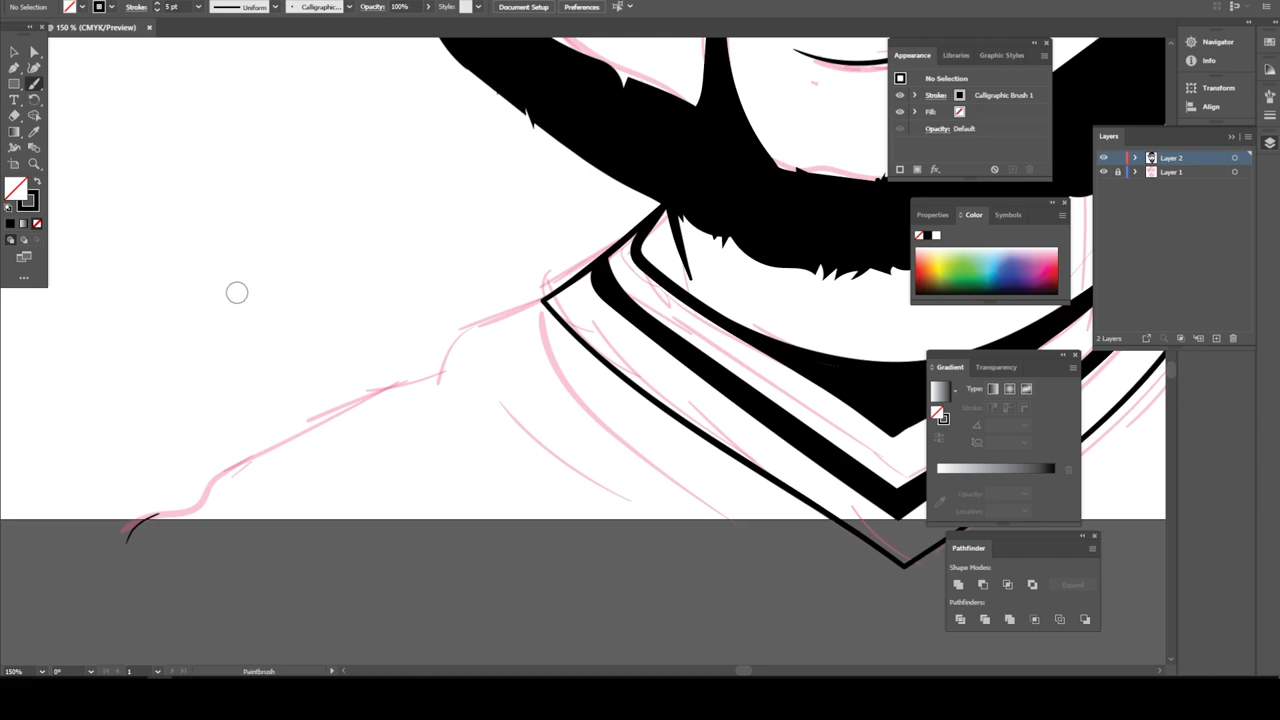 No Selection Stroke: 5 pt Uniform Calligraphic... Opacity: 100% Style: Document Setup Preferences
150 % (CMYK/Preview) ×
Appearance Libraries Graphic Styles
No Selection
Stroke: Calligraphic Brush 1
Fill:
Opacity: Default
fx
Navigator
Info
Transform
Align
Layers
Layer 2
Layer 1
2 Layers
Properties Color Symbols
Gradient Transparency
Type:
Stroke:
Opacity:
Location:
Pathfinder
Shape Modes:
Expand
Pathfinders:
150% 0° 1 Paintbrush